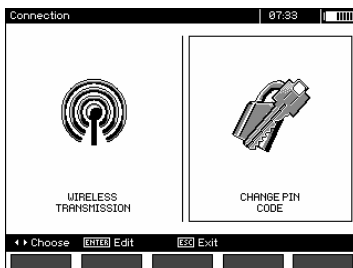 Connection 07:33
WIRELESS
TRANSMISSION
CHANGE PIN
CODE
Choose ENTER Edit ESC Exit